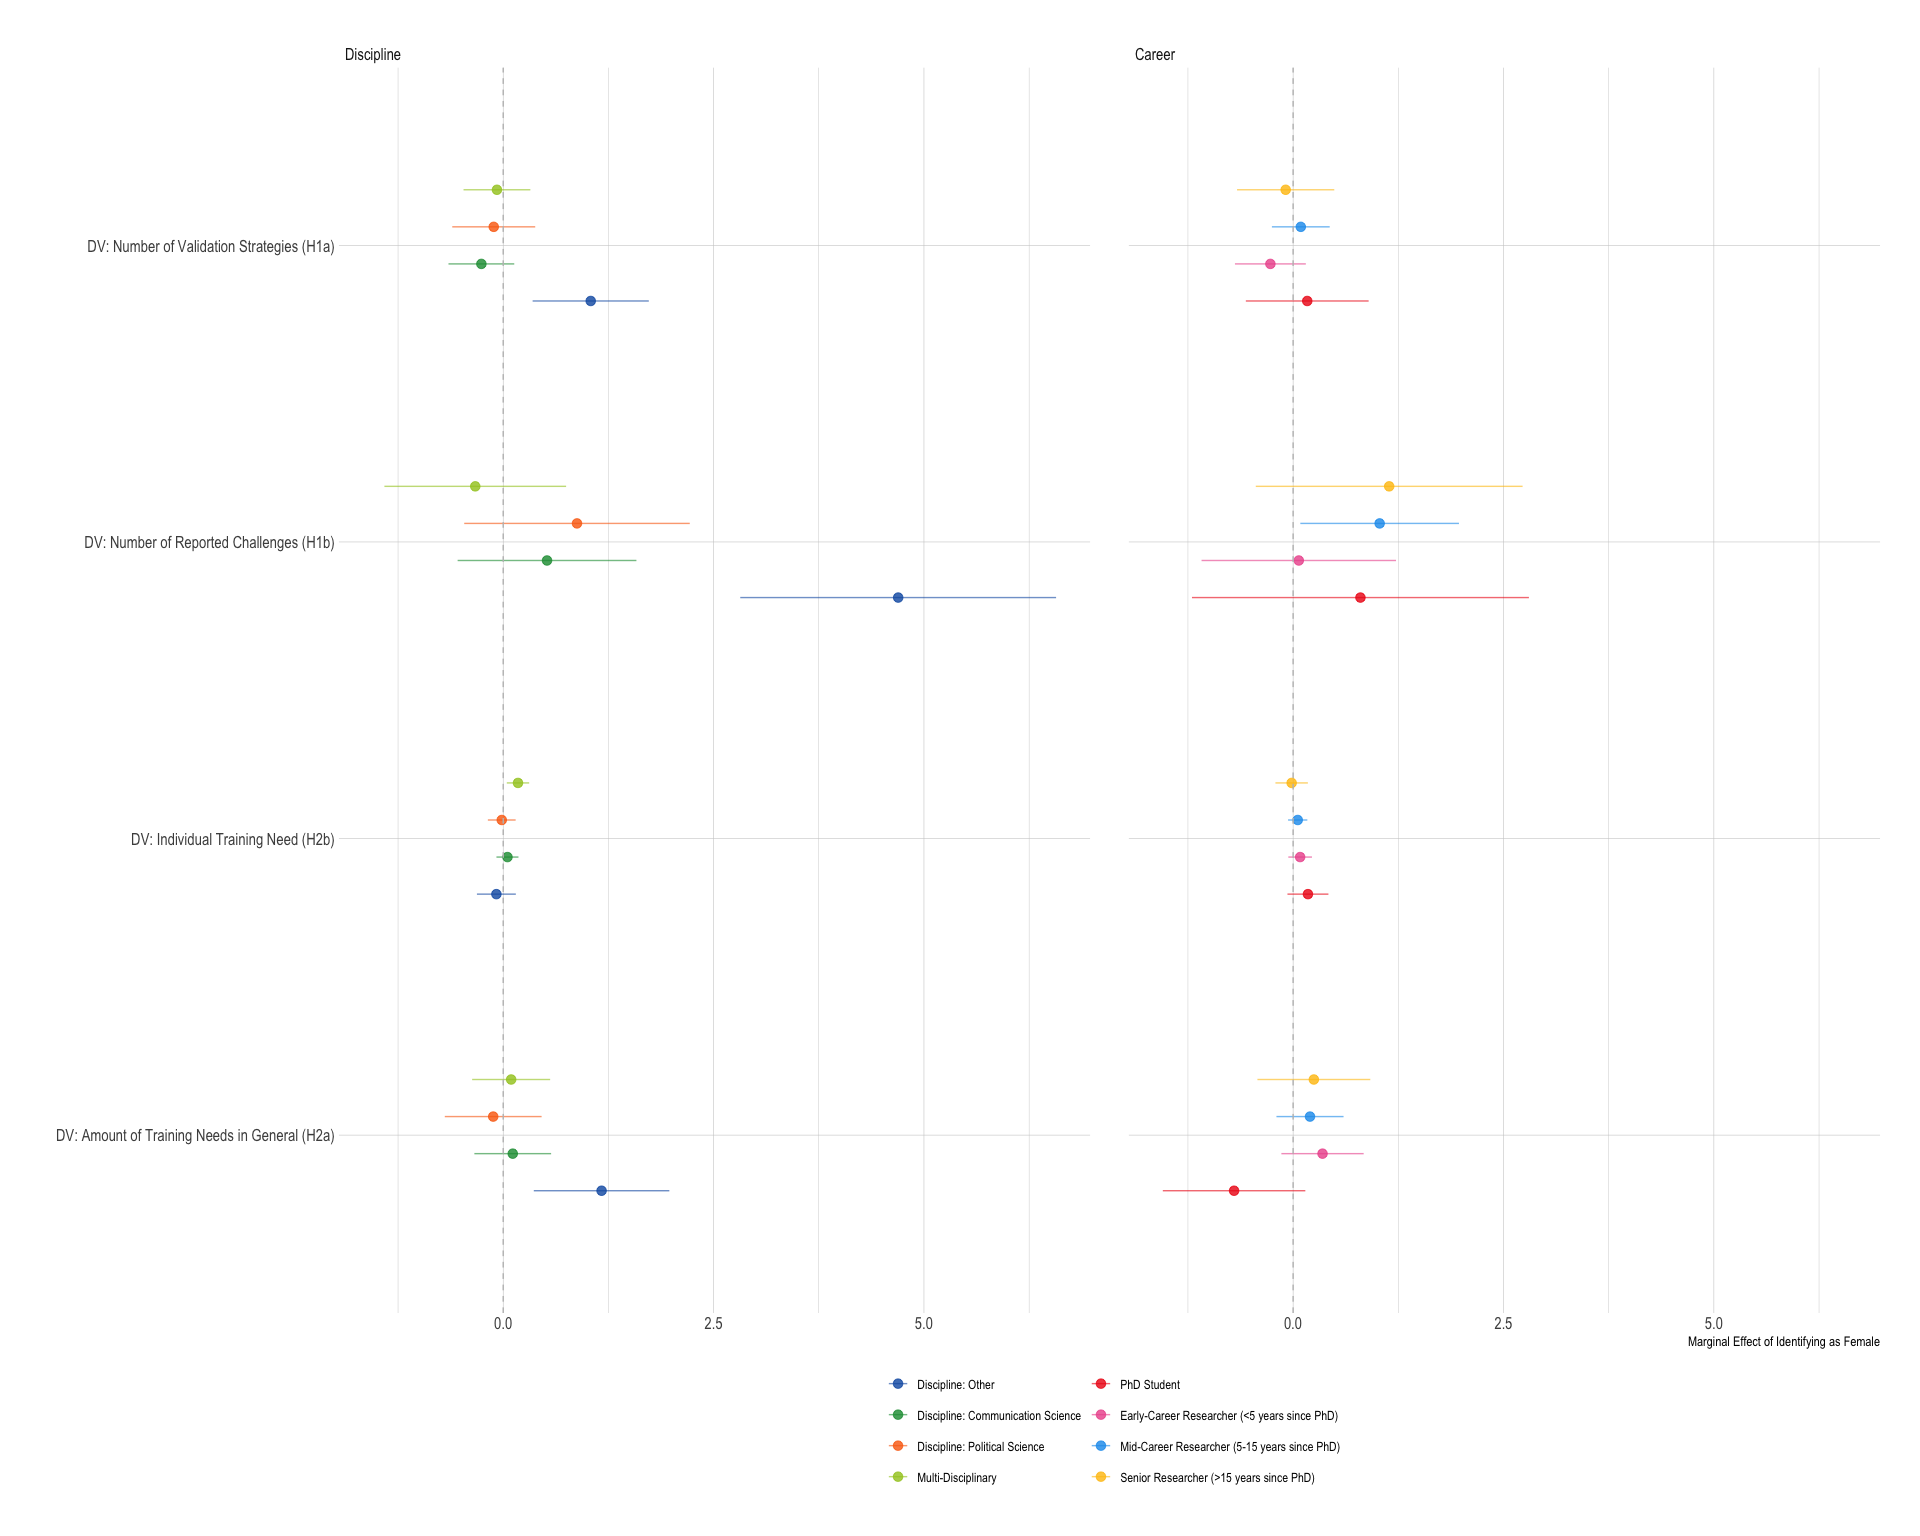 Discipline
Career
DV: Number of Validation Strategies (H1a)
DV: Number of Reported Challenges (H1b)
DV: Individual Training Need (H2b)
DV: Amount of Training Needs in General (H2a)
0.0 2.5 5.0
0.0 2.5 5.0
Marginal Effect of Identifying as Female
Discipline: Other
Discipline: Communication Science
Discipline: Political Science
Multi-Disciplinary
PhD Student
Early-Career Researcher (<5 years since PhD)
Mid-Career Researcher (5-15 years since PhD)
Senior Researcher (>15 years since PhD)